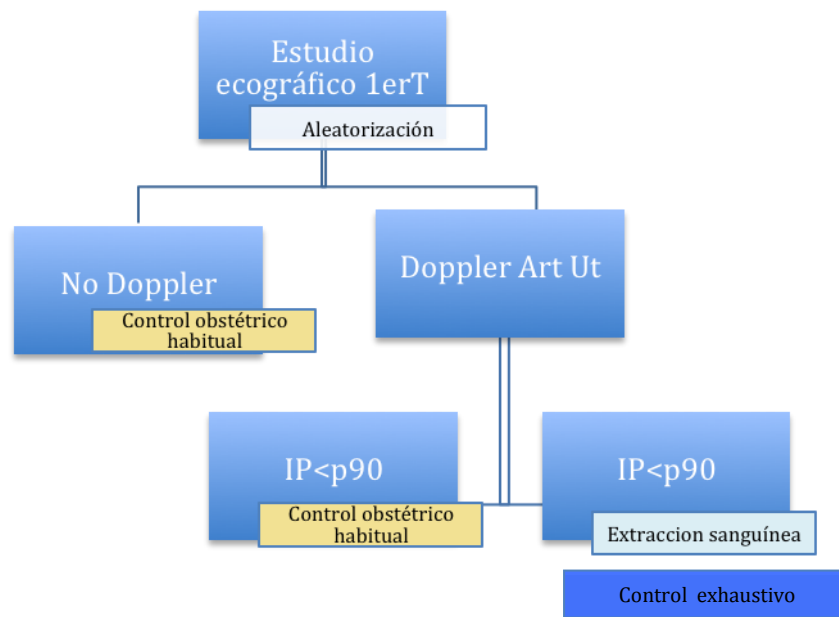 Estudio
ecográfico 1erT
Aleatorización
No Doppler
Control obstétrico
habitual
Doppler Art Ut
IP<p90
Control obstétrico
habitual
IP<p90
Extraccion sanguínea
Control exhaustivo